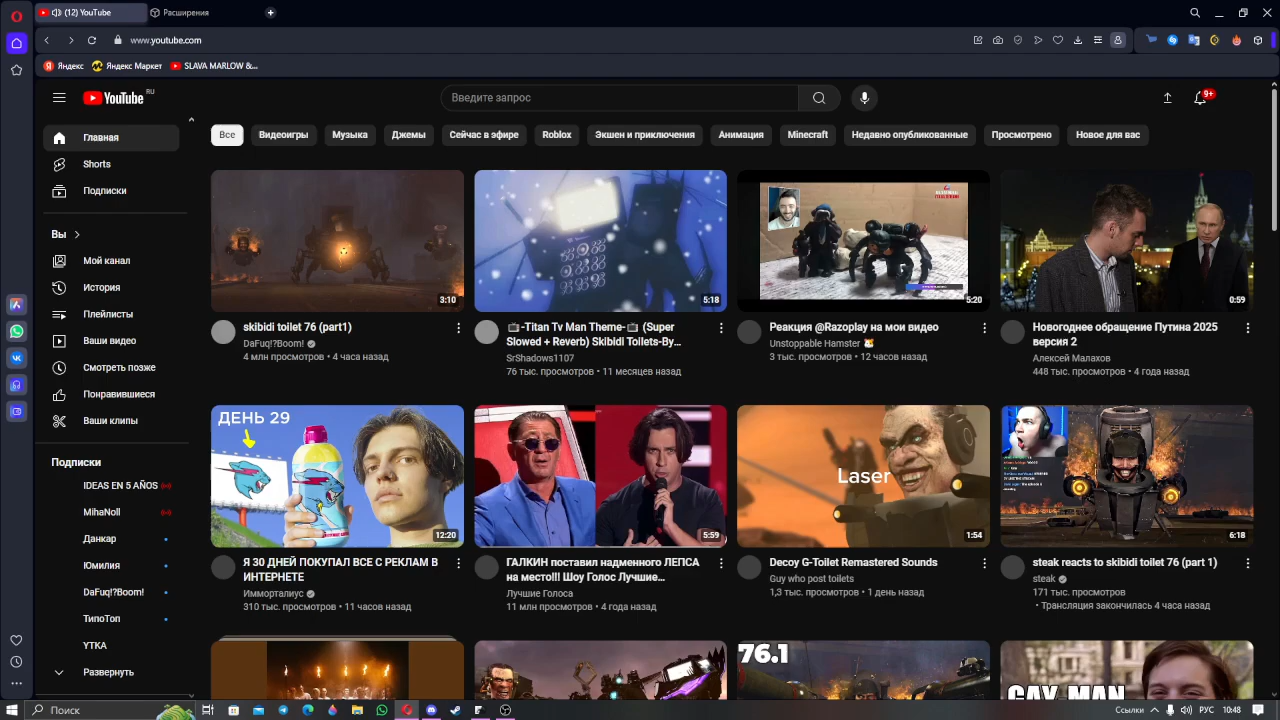 (12) YouTube
Расширения
www.youtube.com
Яндекс
Яндекс Маркет
SLAVA MARLOW &...
YouTube RU
Введите запрос
9+
Главная
Shorts
Подписки
Вы
Мой канал
История
Плейлисты
Ваши видео
Смотреть позже
Понравившиеся
Ваши клипы
Подписки
IDEAS EN 5 AÑOS
MihaNoll
Данкар
Юмилия
DaFuq!?Boom!
ТипоТоп
УТКА
Развернуть
Все
Видеоигры
Музыка
Джемы
Сейчас в эфире
Roblox
Экшен и приключения
Анимация
Minecraft
Недавно опубликованные
Просмотрено
Новое для вас
3:10
skibidi toilet 76 (part1)
DaFuq!?Boom!
4 млн просмотров • 4 часа назад
5:18
-Titan Tv Man Theme- (Super
Slowed + Reverb) Skibidi Toilets-By...
SrShadows1107
76 тыс. просмотров • 11 месяцев назад
5:20
Реакция @Razoplay на мои видео
Unstoppable Hamster
3 тыс. просмотров • 12 часов назад
0:59
Новогоднее обращение Путина 2025
версия 2
Алексей Малахов
448 тыс. просмотров • 4 года назад
ДЕНЬ 29
12:20
Я 30 ДНЕЙ ПОКУПАЛ ВСЕ С РЕКЛАМ В
ИНТЕРНЕТЕ
Имморталиус
310 тыс. просмотров • 11 часов назад
5:59
ГАЛКИН поставил надменного ЛЕПСА
на место!!! Шоу Голос Лучшие...
Лучшие Голоса
11 млн просмотров • 4 года назад
Laser
1:54
Decoy G-Toilet Remastered Sounds
Guy who post toilets
1,3 тыс. просмотров • 1 день назад
6:18
steak reacts to skibidi toilet 76 (part 1)
steak
171 тыс. просмотров
• Трансляция закончилась 4 часа назад
76.1
GAY MAN
Поиск
Ссылки
РУС
10:48